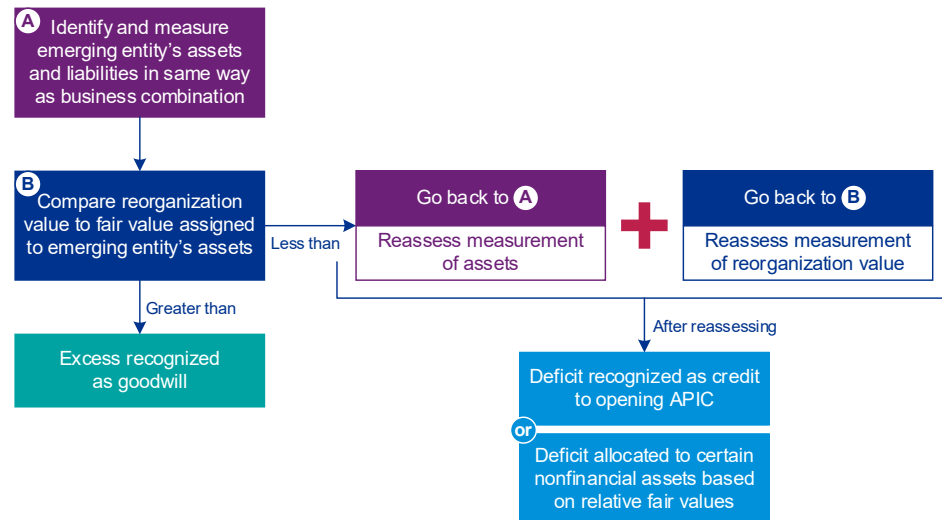 A
Identify and measure
emerging entity's assets
and liabilities in same way
as business combination
B
Compare reorganization
value to fair value assigned
to emerging entity's assets
Less than
Go back to A
Reassess measurement
of assets
Go back to B
Reassess measurement
of reorganization value
Greater than
Excess recognized
as goodwill
After reassessing
Deficit recognized as credit
to opening APIC
or
Deficit allocated to certain
nonfinancial assets based
on relative fair values